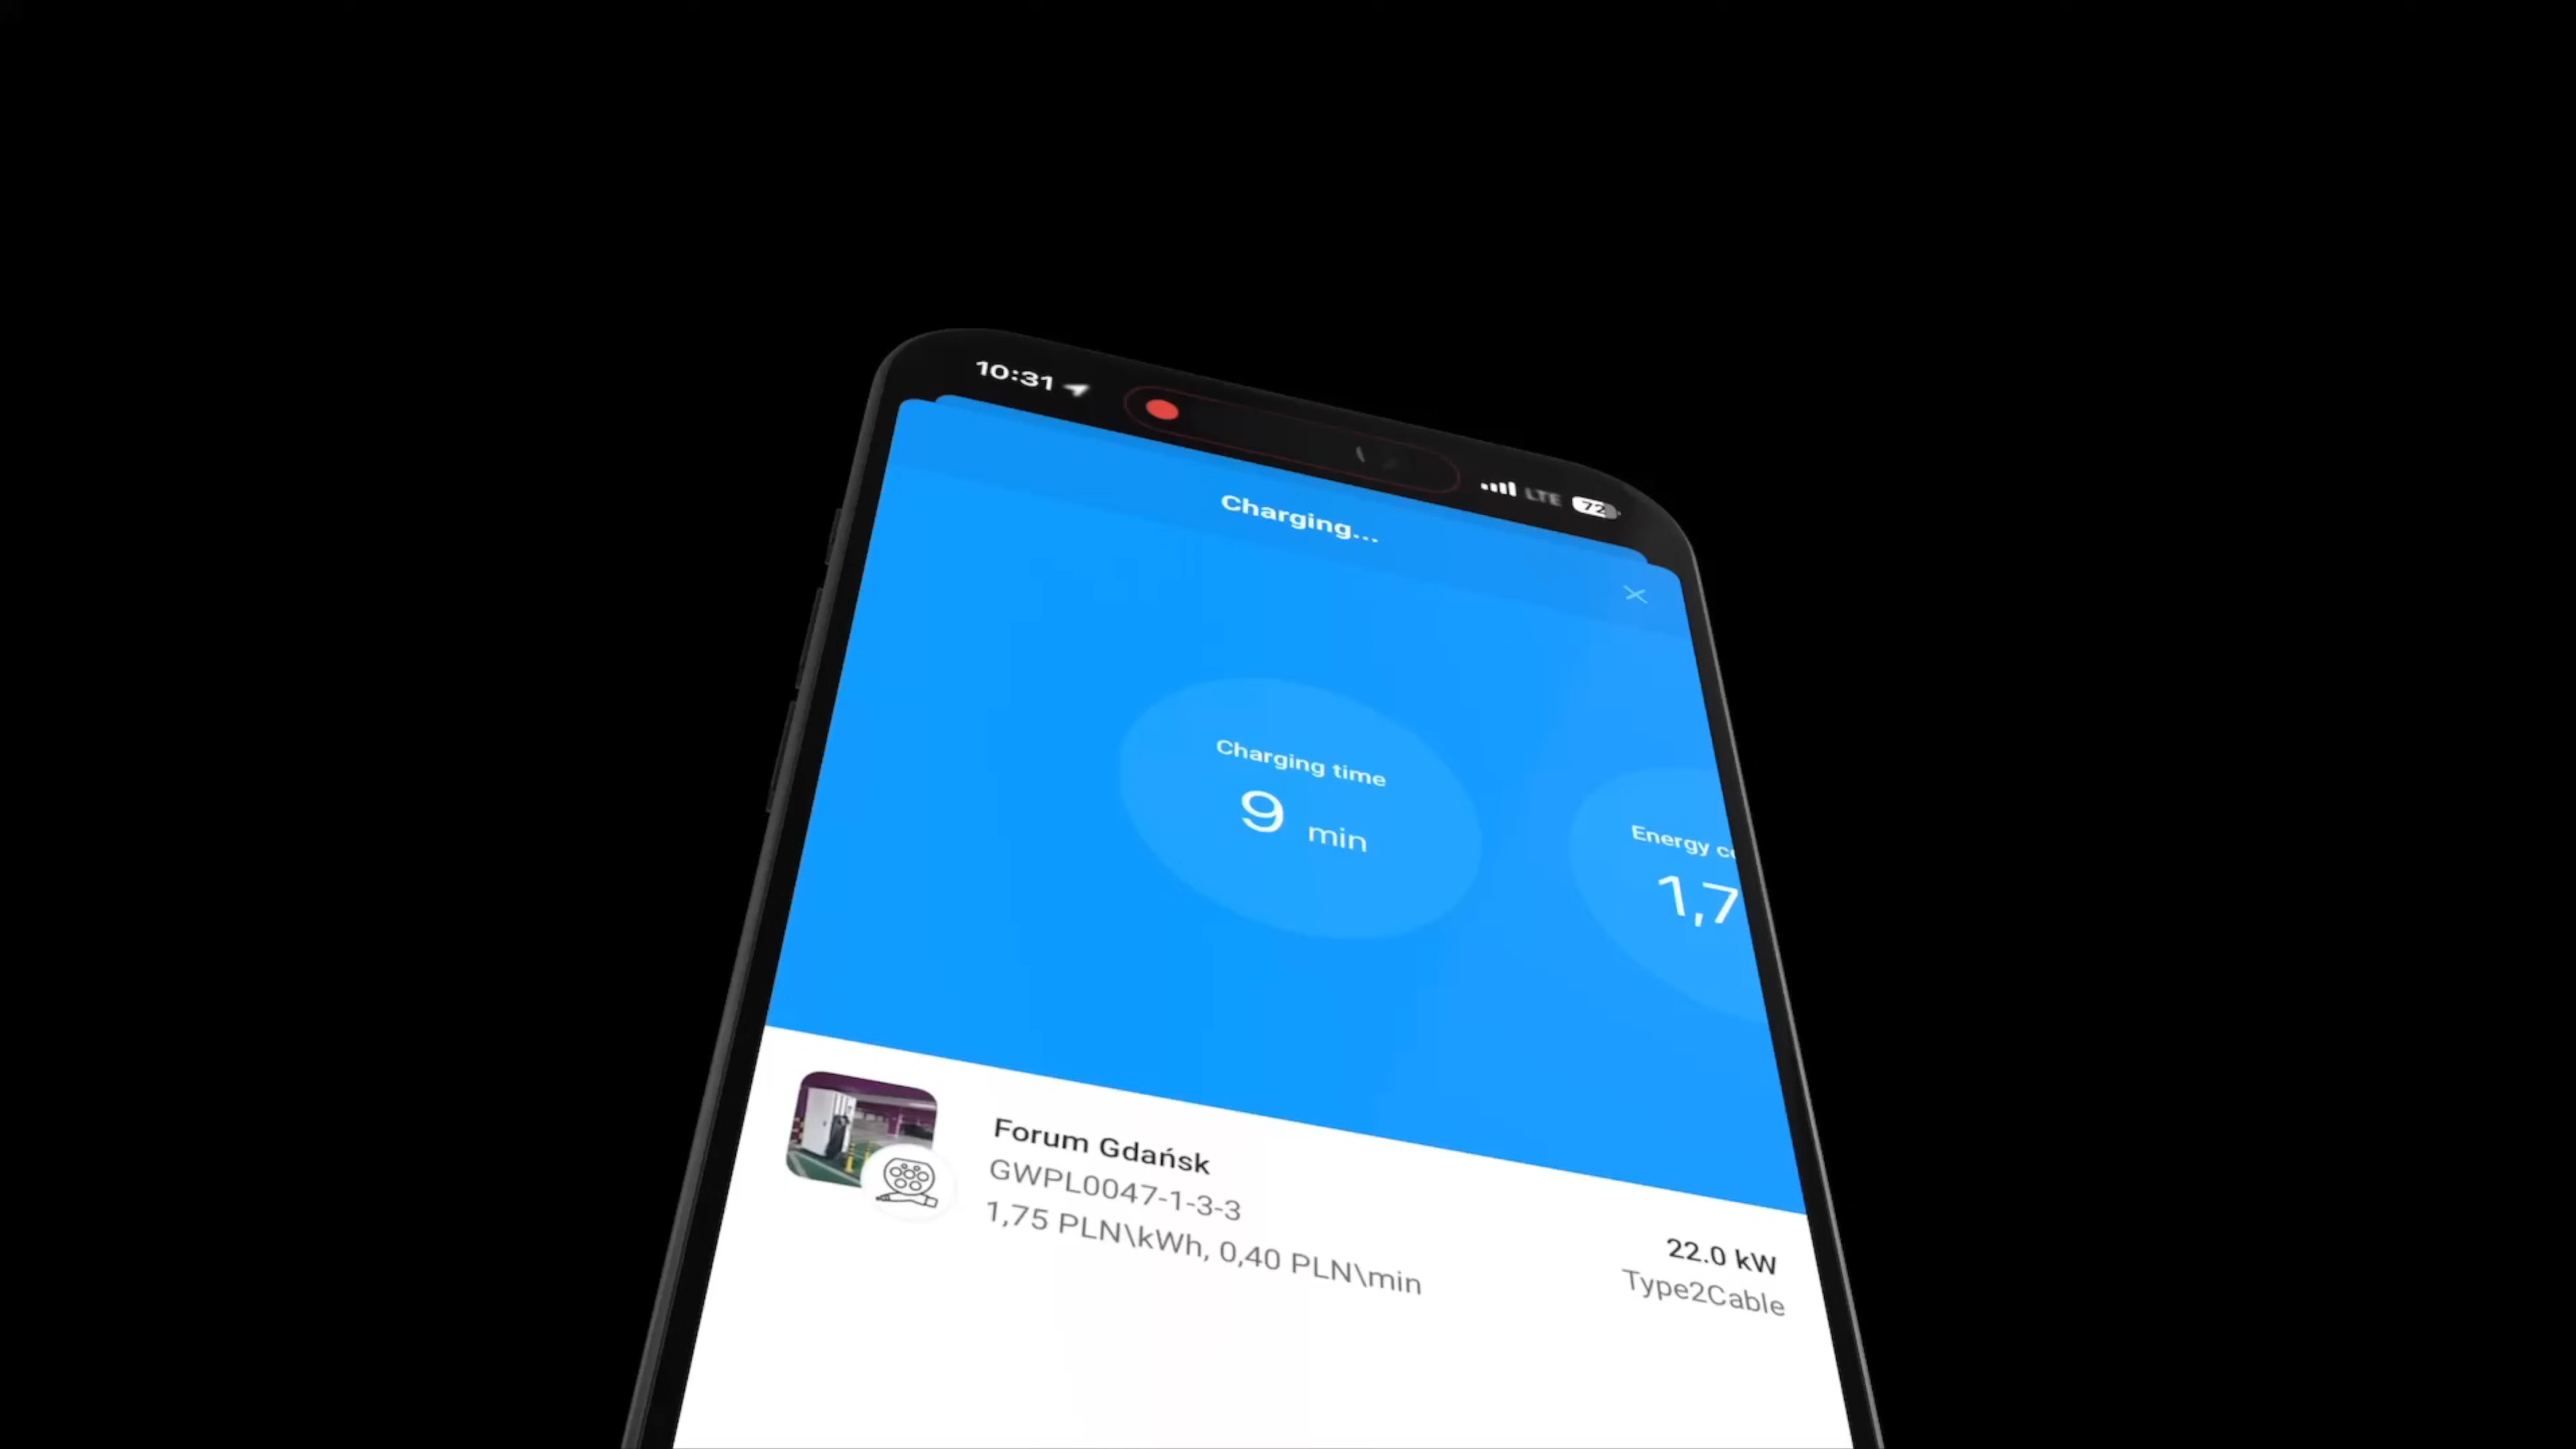 10:31
LTE 72
Charging...
Charging time
9 min
Energy
1,7
Forum Gdańsk
GWPL0047-1-3-3
1,75 PLN\kWh, 0,40 PLN\min
22.0 kW
Type2Cable